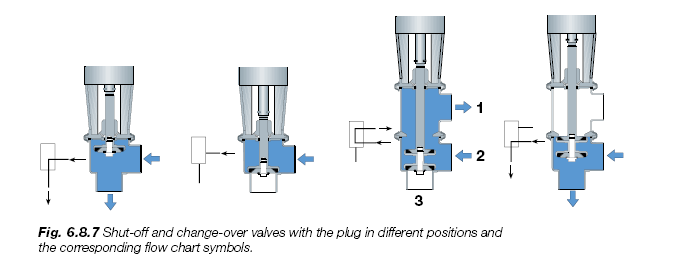 1
2
3
Fig. 6.8.7 Shut-off and change-over valves with the plug in different positions and
the corresponding flow chart symbols.